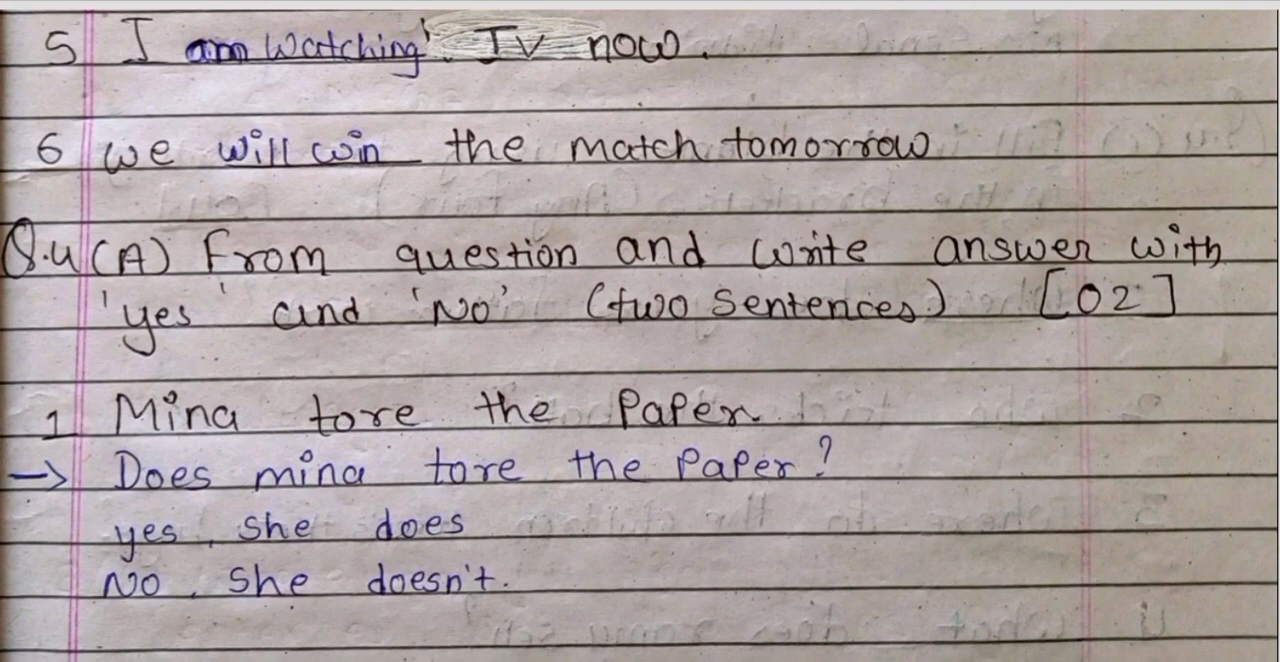 5 I am watching TV now.
6 we will win the match tomorrow
Q.4 (A) From question and write answer with
'yes' and 'No' (two sentences) [02]
1 Mina tore the Paper.
→ Does mina tore the Paper?
yes, she does
No, she doesn't.